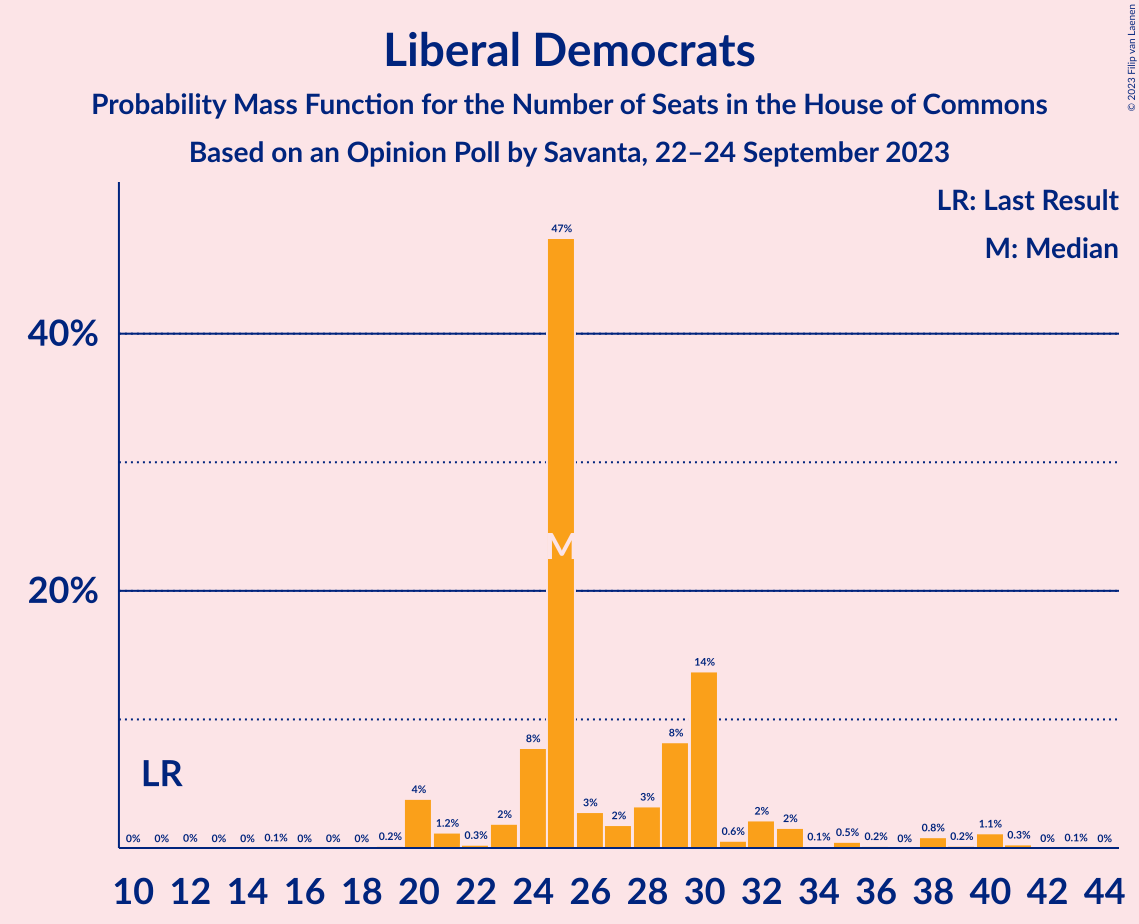 Liberal Democrats
Probability Mass Function for the Number of Seats in the House of Commons
Based on an Opinion Poll by Savanta, 22–24 September 2023
© 2023 Filip van Laenen
LR: Last Result
M: Median
40%
20%
LR
M
0% 0% 0% 0% 0% 0.1% 0% 0% 0% 0.2% 4% 1.2% 0.3% 2% 8% 47% 3% 2% 3% 8% 14% 0.6% 2% 2% 0.1% 0.5% 0.2% 0% 0.8% 0.2% 1.1% 0.3% 0% 0.1% 0%
10 12 14 16 18 20 22 24 26 28 30 32 34 36 38 40 42 44